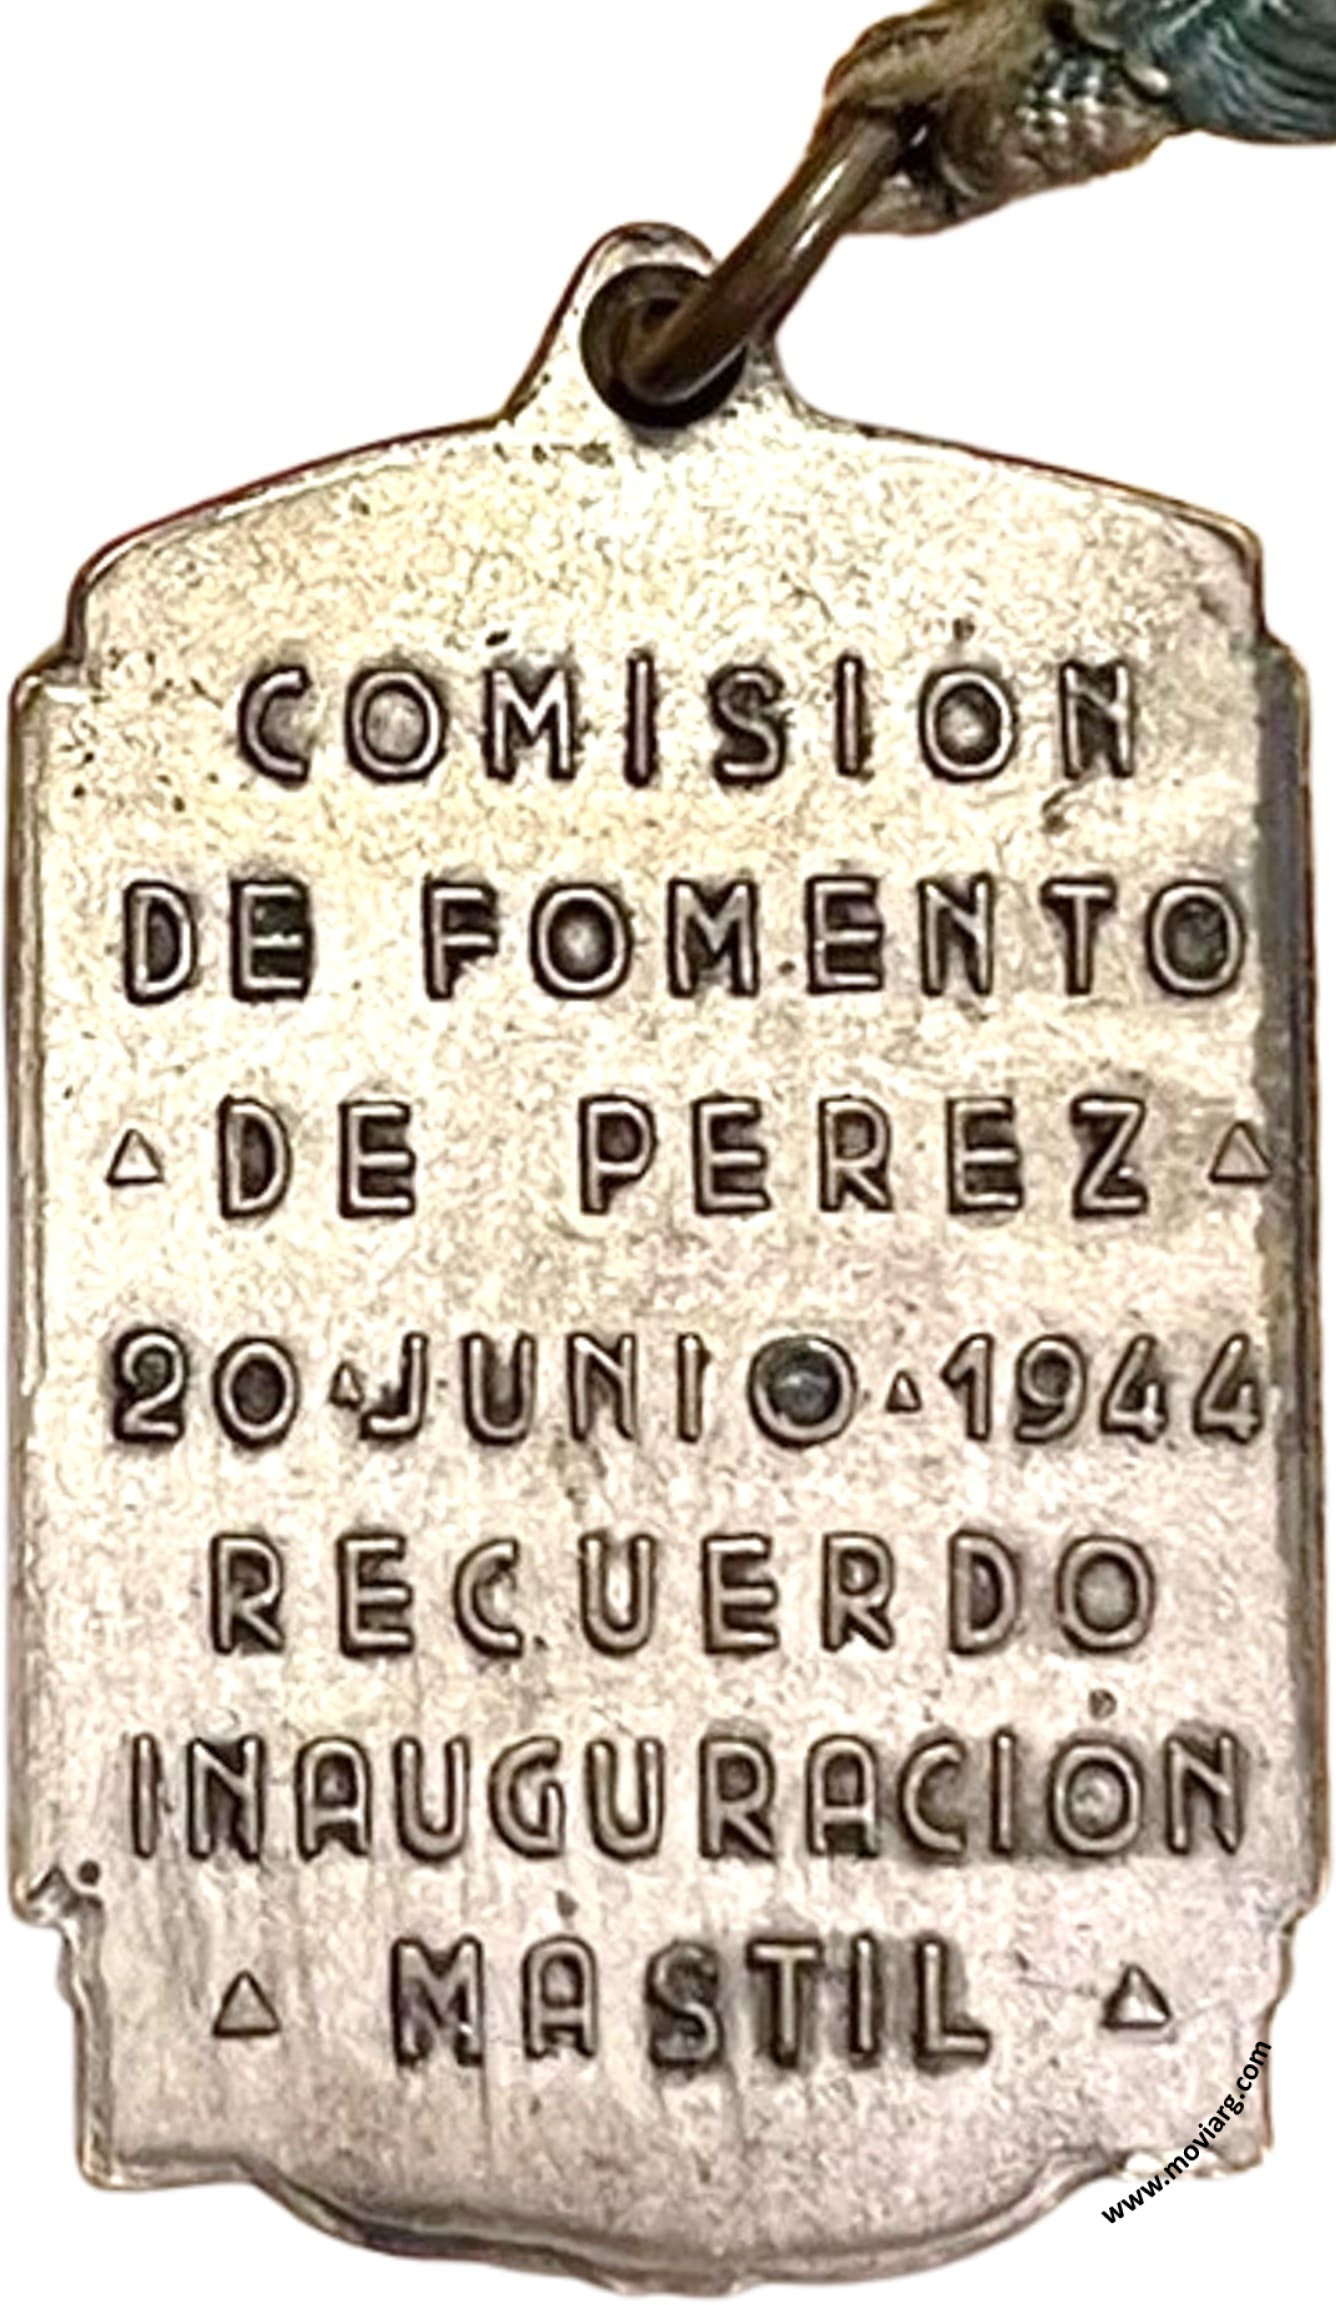 COMISIÓN
DE FOMENTO
△ DE PEREZ △
20 △ JUNIO △ 1944
RECUERDO
INAUGURACIÓN
△ MÁSTIL △
www.moviarg.com